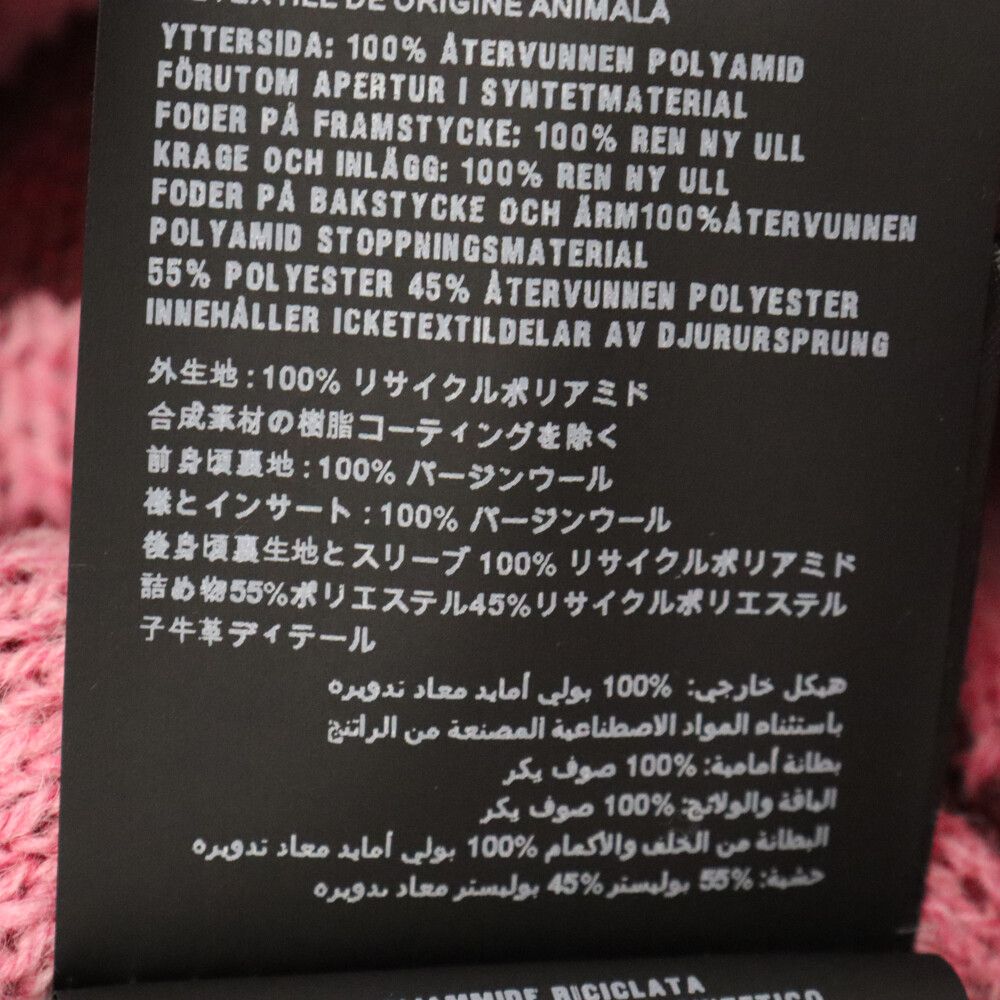 DE ORIGINE ANIMALA
YTTERSIDA: 100% ÅTERVUNNEN POLYAMID
FÖRUTOM APERTUR I SYNTETMATERIAL
FODER PÅ FRAMSTYCKE: 100% REN NY ULL
KRAGE OCH INLÄGG: 100% REN NY ULL
FODER PÅ BAKSTYCKE OCH ÄRM100%ÅTERVUNNEN
POLYAMID STOPPNINGSMATERIAL
55% POLYESTER 45% ÅTERVUNNEN POLYESTER
INNEHÅLLER ICKETEXTILDELAR AV DJURURSPRUNG
外生地:100% リサイクルポリアミド
合成素材の樹脂コーティングを除く
前身頃裏地:100% バージンウール
襟とインサート:100% バージンウール
後身頃裏生地とスリーブ 100% リサイクルポリアミド
詰め物55%ポリエステル45%リサイクルポリエステル
子牛革ディテール
هيكل خارجي: 100% بولي أمايد معاد تدويره
باستثناء المواد الاصطناعية المصنعة من الراتنج
بطانة أمامية: 100% صوف بكر
الياقة والولائج: 100% صوف بكر
البطانة من الخلف والأكمام 100% بولي أمايد معاد تدويره
حشية: 55% بوليستر 45% بوليستر معاد تدويره
RICICLATA